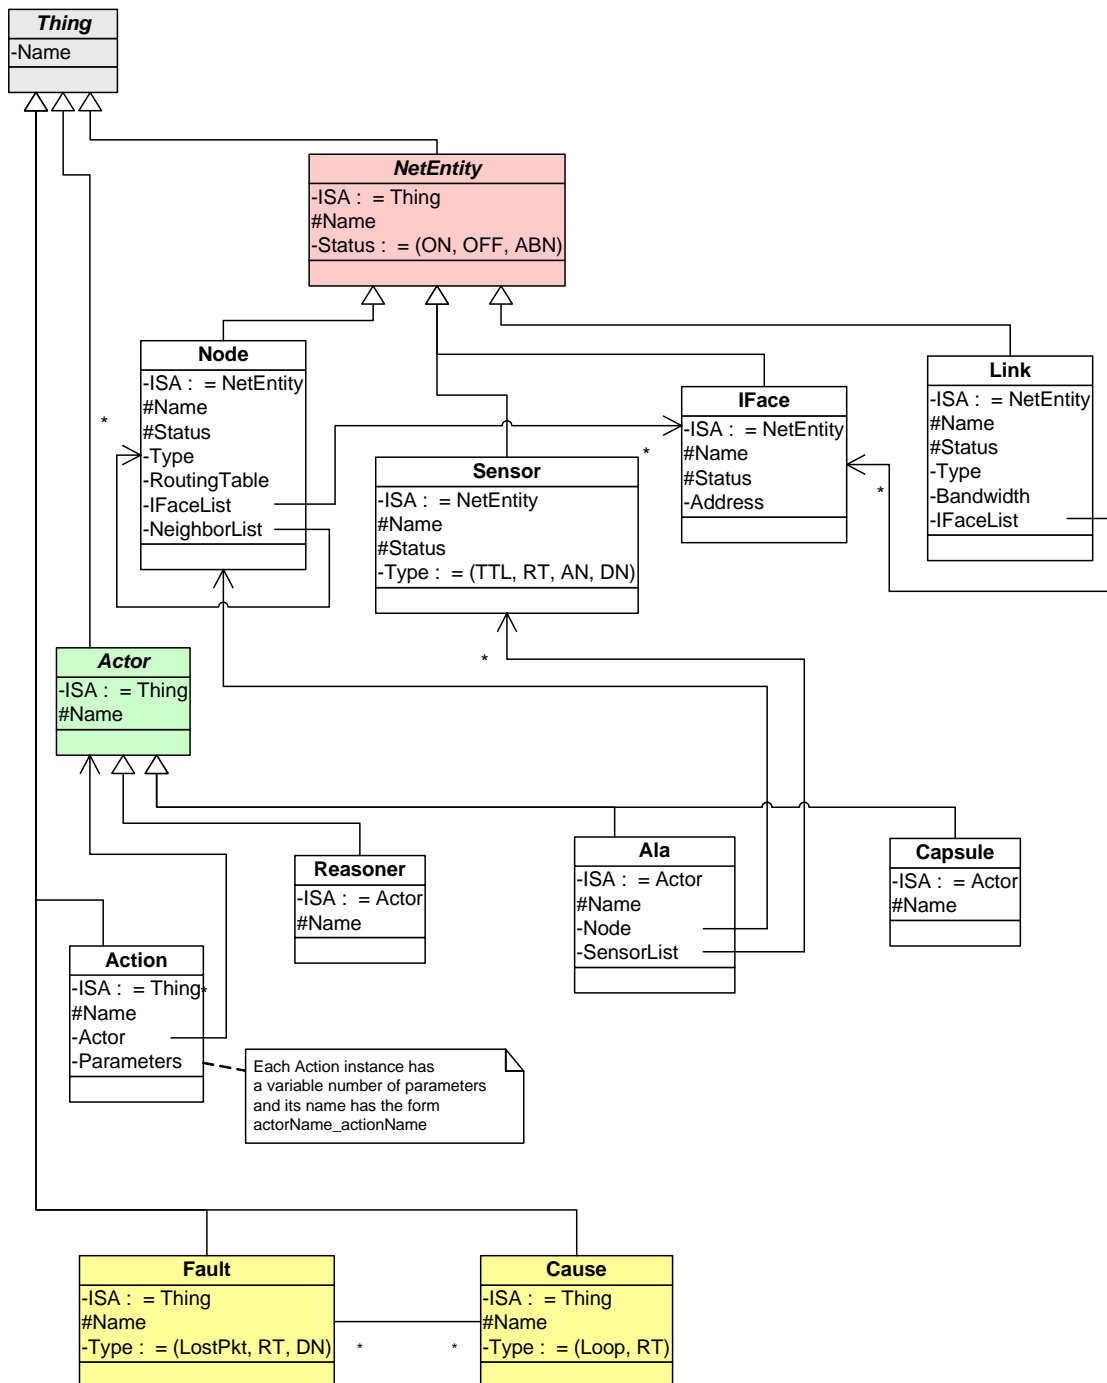 Thing
-Name
NetEntity
-ISA : = Thing
#Name
-Status : = (ON, OFF, ABN)
Node
-ISA : = NetEntity
#Name
#Status
-Type
-RoutingTable
-IFaceList
-NeighborList
*
Sensor
-ISA : = NetEntity
#Name
#Status
-Type : = (TTL, RT, AN, DN)
*
IFace
-ISA : = NetEntity
#Name
#Status
-Address
*
*
Link
-ISA : = NetEntity
#Name
#Status
-Type
-Bandwidth
-IFaceList
Actor
-ISA : = Thing
#Name
Reasoner
-ISA : = Actor
#Name
Ala
-ISA : = Actor
#Name
-Node
-SensorList
Capsule
-ISA : = Actor
#Name
Action
-ISA : = Thing
*
#Name
-Actor
-Parameters
Each Action instance has
a variable number of parameters
and its name has the form
actorName_actionName
Fault
-ISA : = Thing
#Name
-Type : = (LostPkt, RT, DN)
*
*
Cause
-ISA : = Thing
#Name
-Type : = (Loop, RT)